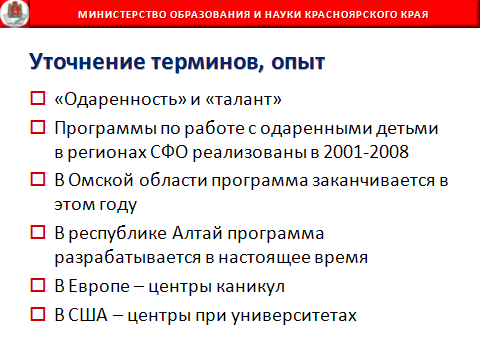 МИНИСТЕРСТВО ОБРАЗОВАНИЯ И НАУКИ КРАСНОЯРСКОГО КРАЯ
Уточнение терминов, опыт
«Одаренность» и «талант»
Программы по работе с одаренными детьми
в регионах СФО реализованы в 2001-2008
В Омской области программа заканчивается в
этом году
В республике Алтай программа
разрабатывается в настоящее время
В Европе – центры каникул
В США – центры при университетах